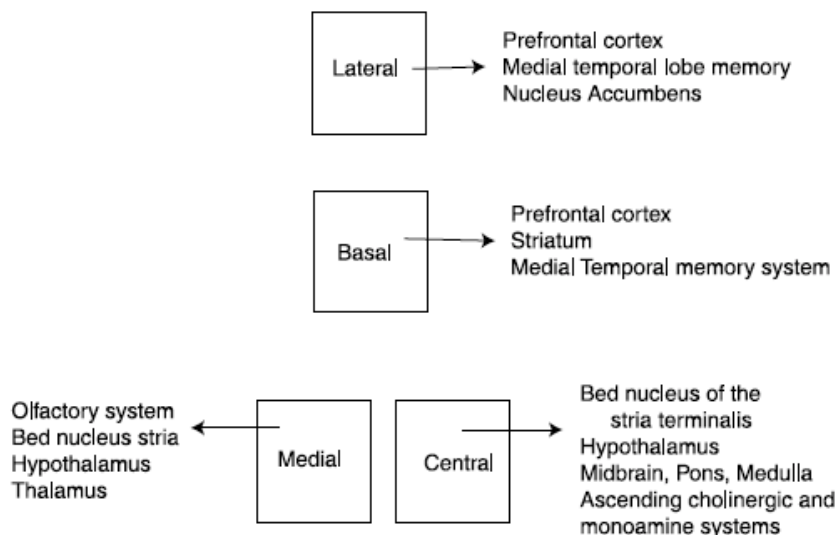 Lateral
Prefrontal cortex
Medial temporal lobe memory
Nucleus Accumbens
Basal
Prefrontal cortex
Striatum
Medial Temporal memory system
Olfactory system
Bed nucleus stria
Hypothalamus
Thalamus
Medial
Central
Bed nucleus of the
stria terminalis
Hypothalamus
Midbrain, Pons, Medulla
Ascending cholinergic and
monoamine systems